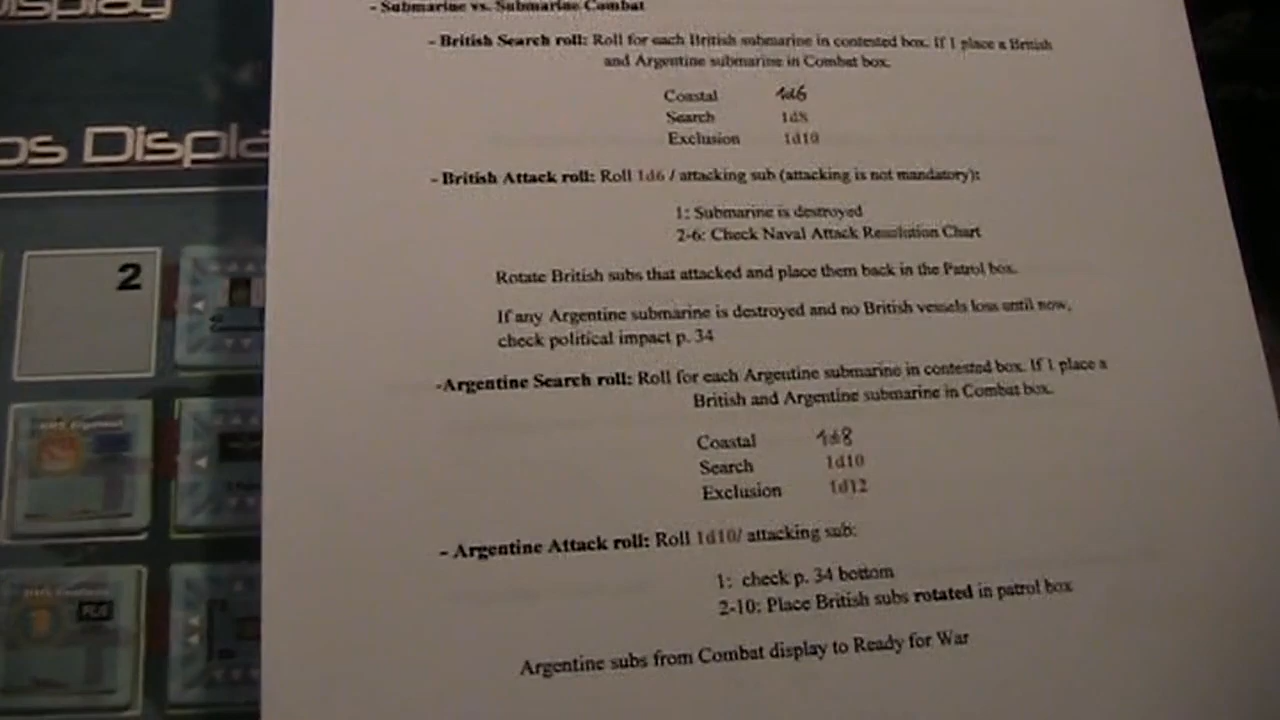 - Submarine vs. Submarine Combat
- British Search roll: Roll for each British submarine in contested box. If 1 place a British
and Argentine submarine in Combat box.
Coastal 1d6
Search 1d8
Exclusion 1d10
- British Attack roll: Roll 1d6 / attacking sub (attacking is not mandatory):
1: Submarine is destroyed
2-6: Check Naval Attack Resolution Chart
Rotate British subs that attacked and place them back in the Patrol box.
If any Argentine submarine is destroyed and no British vessels loss until now,
check political impact p. 34
-Argentine Search roll: Roll for each Argentine submarine in contested box. If 1 place a
British and Argentine submarine in Combat box.
Coastal 1d8
Search 1d10
Exclusion 1d12
- Argentine Attack roll: Roll 1d10/ attacking sub:
1: check p. 34 bottom
2-10: Place British subs rotated in patrol box
Argentine subs from Combat display to Ready for War
2